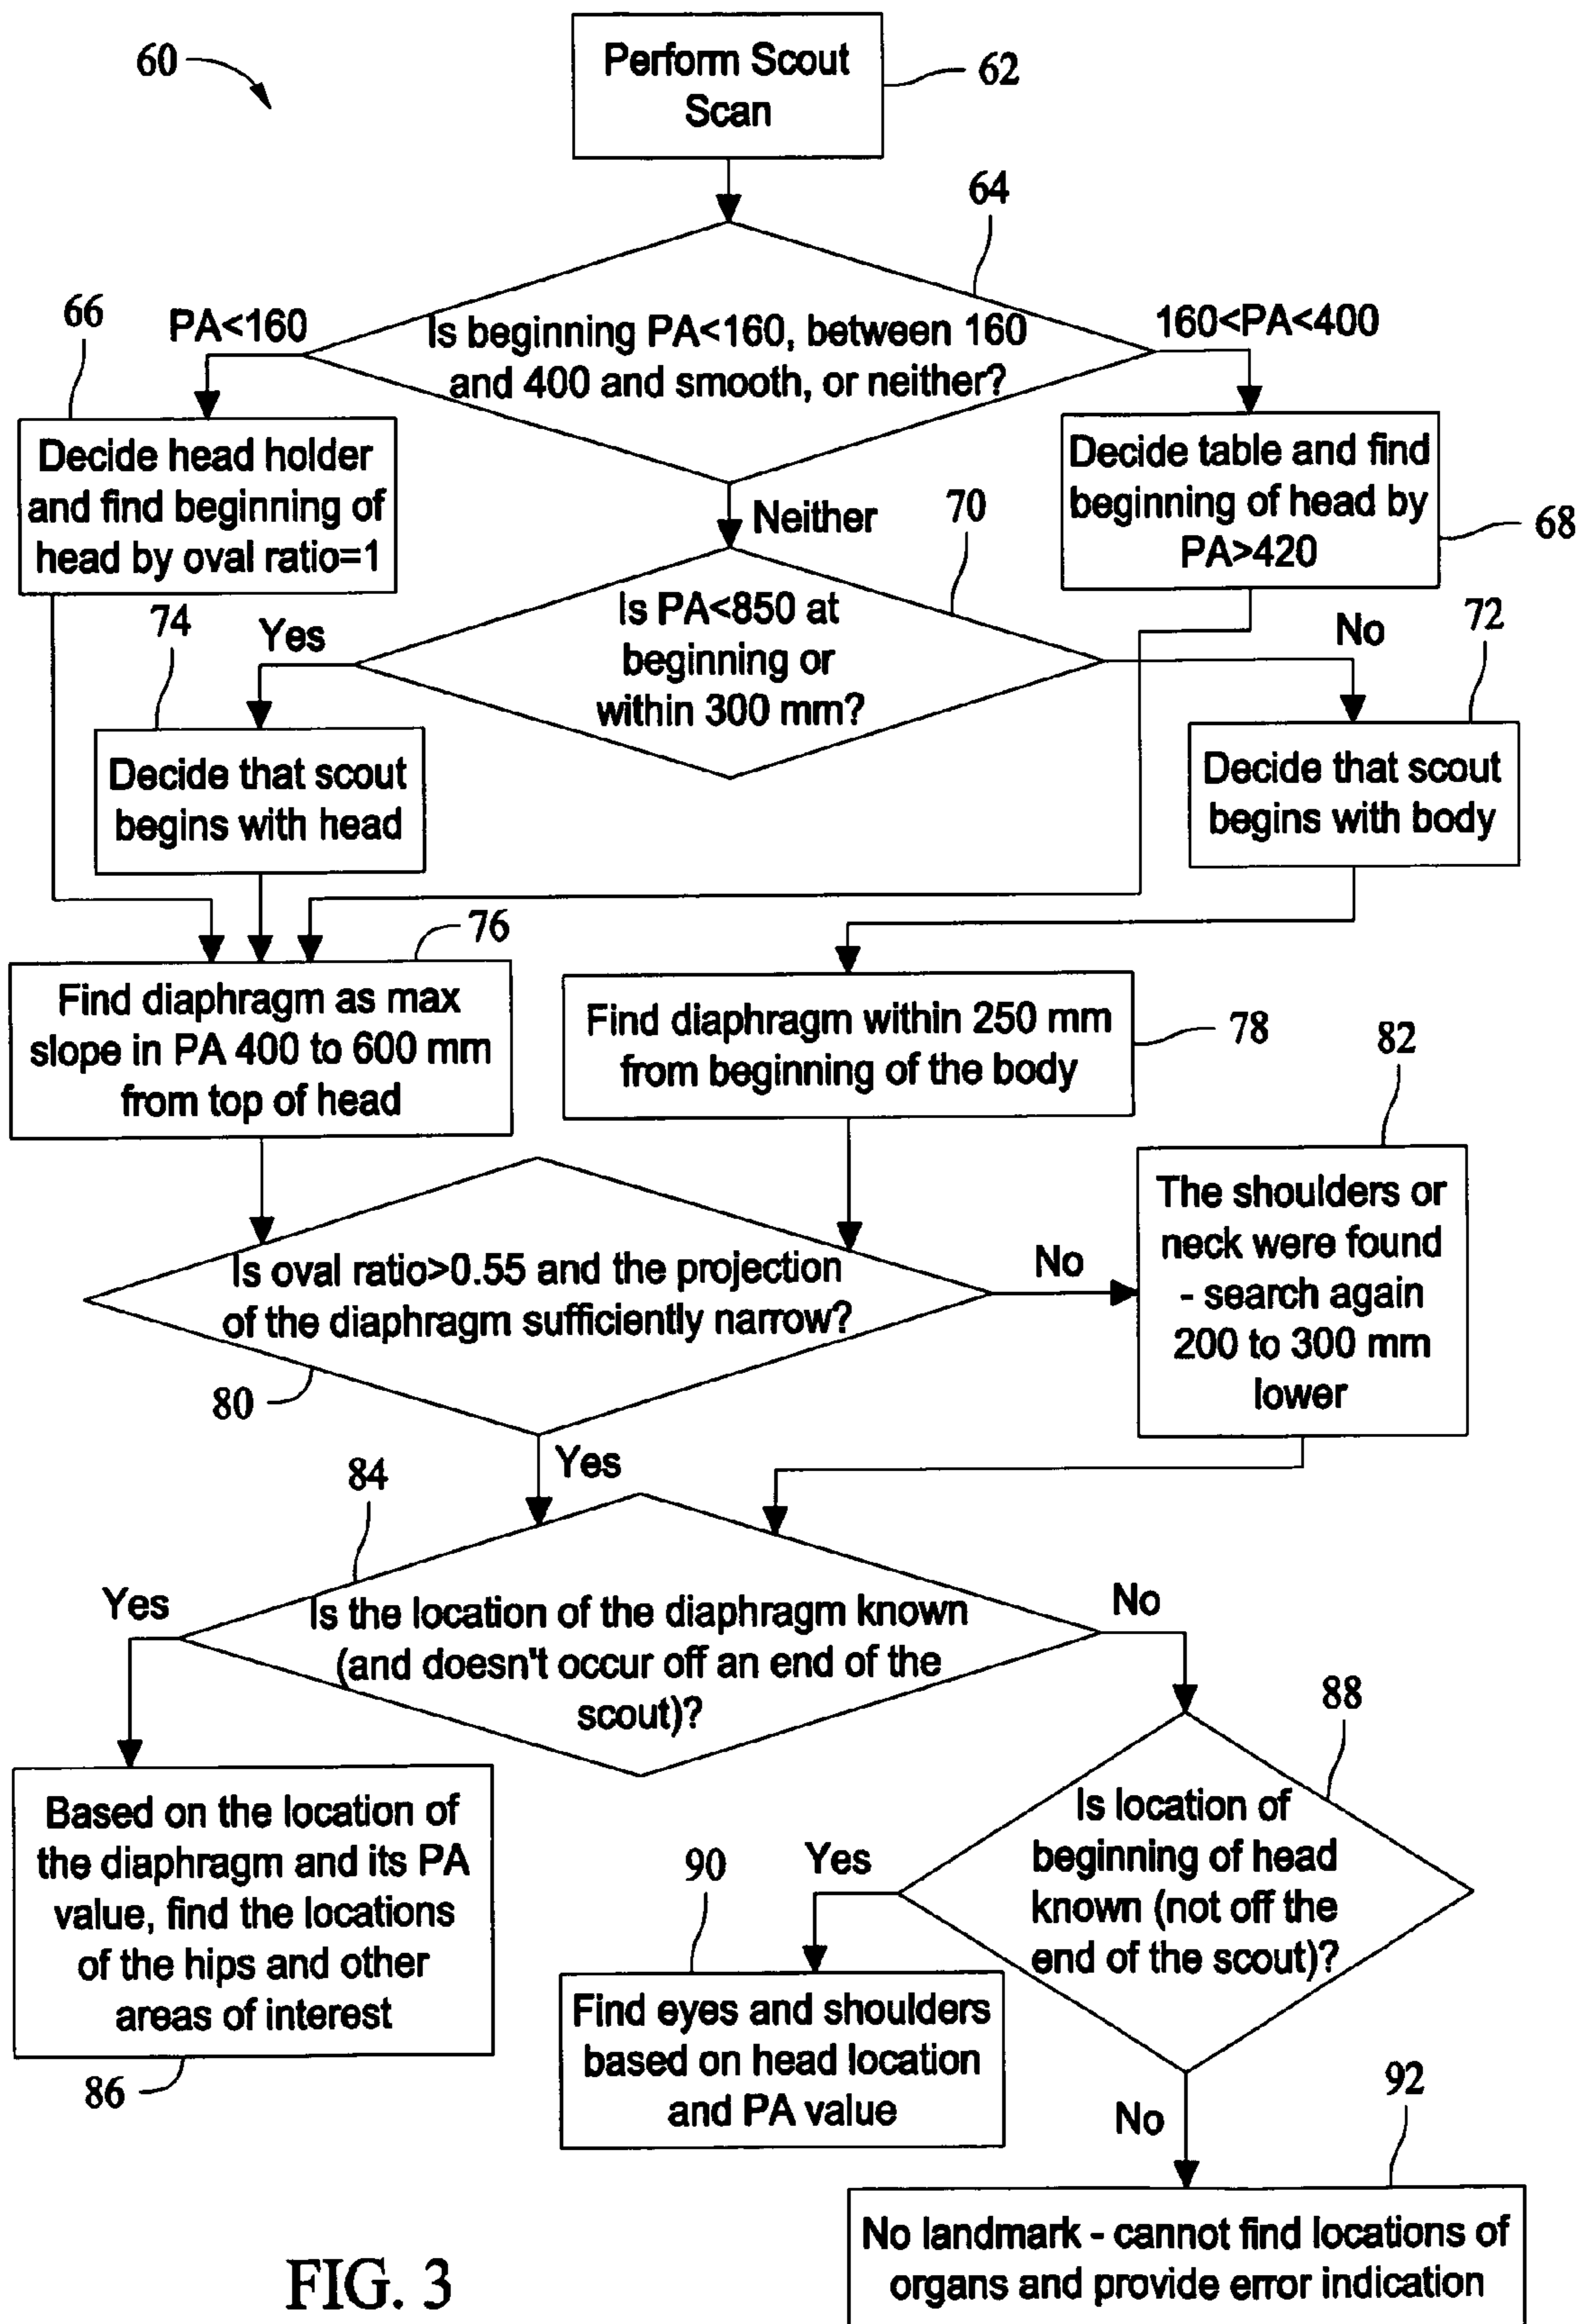 60
Perform Scout
Scan
62
64
66
PA<160
Is beginning PA<160, between 160
and 400 and smooth, or neither?
160<PA<400
Decide head holder
and find beginning of
head by oval ratio=1
Neither
70
Decide table and find
beginning of head by
PA>420
68
74
Yes
Is PA<850 at
beginning or
within 300 mm?
No
72
Decide that scout
begins with head
Decide that scout
begins with body
76
Find diaphragm as max
slope in PA 400 to 600 mm
from top of head
Find diaphragm within 250 mm
from beginning of the body
78
82
Is oval ratio>0.55 and the projection
of the diaphragm sufficiently narrow?
No
The shoulders or
neck were found
- search again
200 to 300 mm
lower
80
Yes
84
Yes
Is the location of the diaphragm known
(and doesn't occur off an end of the
scout)?
No
88
Based on the location of
the diaphragm and its PA
value, find the locations
of the hips and other
areas of interest
86
90
Yes
Is location of
beginning of head
known (not off the
end of the scout)?
Find eyes and shoulders
based on head location
and PA value
No
92
No landmark - cannot find locations of
organs and provide error indication
FIG. 3